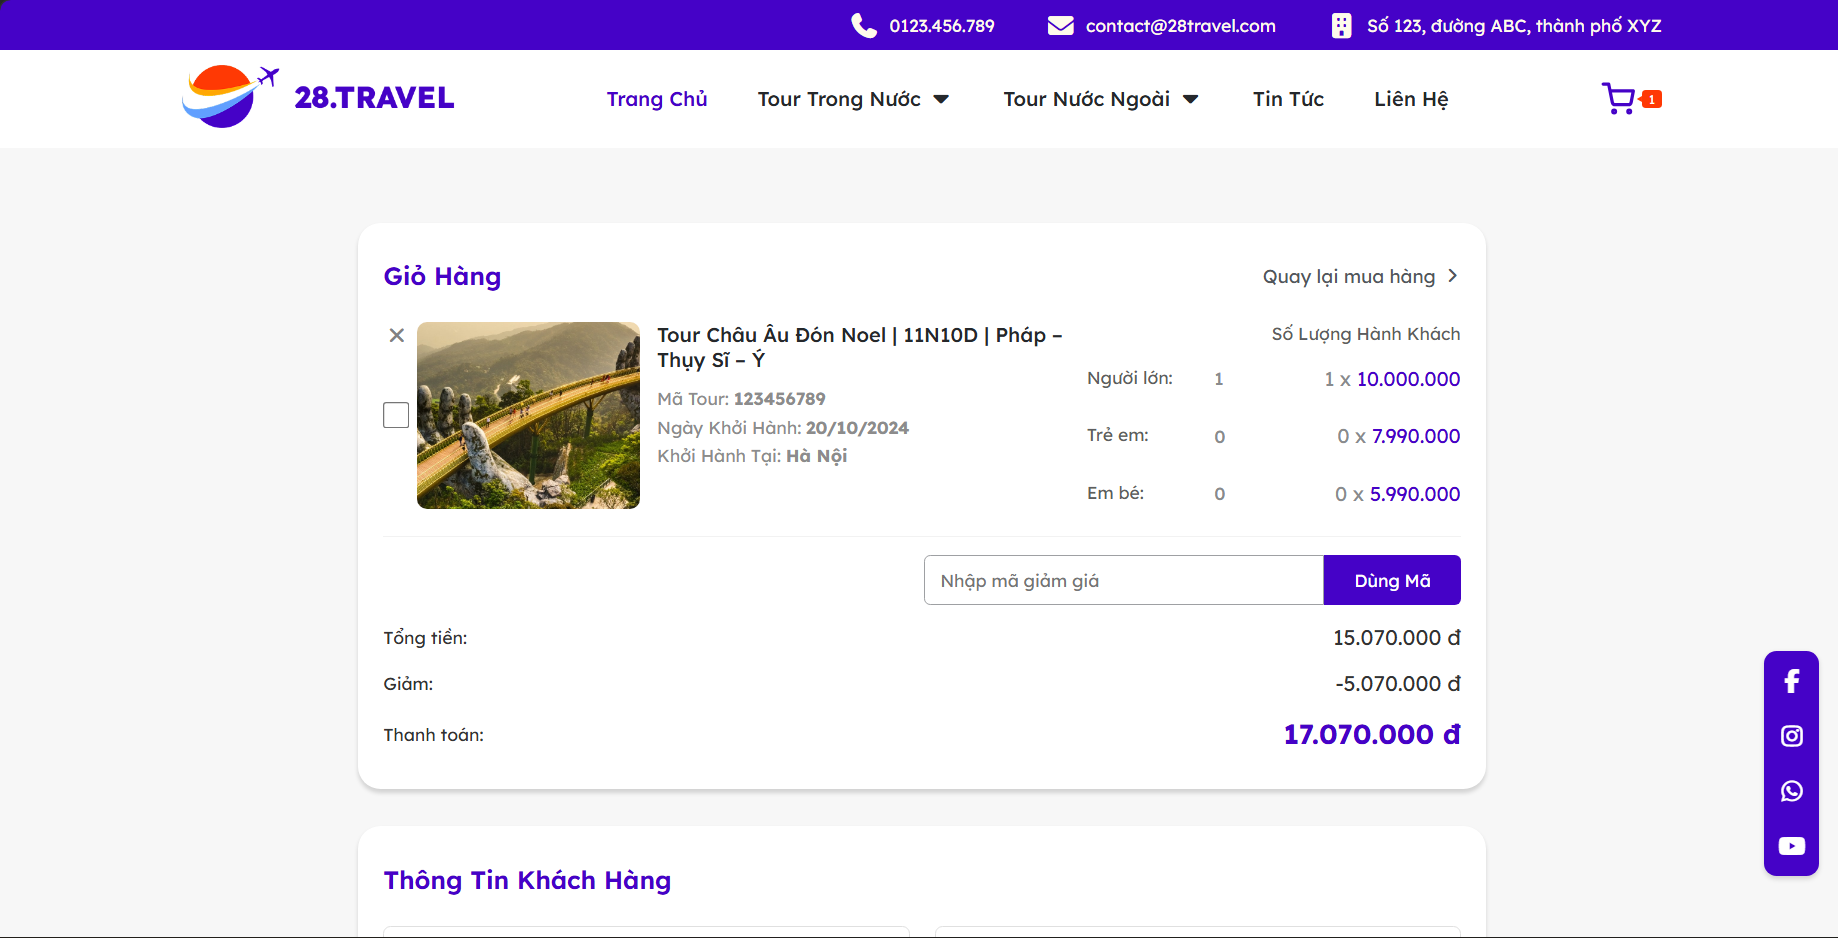 0123.456.789
contact@28travel.com
Số 123, đường ABC, thành phố XYZ
28.TRAVEL
Trang Chủ
Tour Trong Nước
Tour Nước Ngoài
Tin Tức
Liên Hệ
1
Giỏ Hàng
Quay lại mua hàng
Tour Châu Âu Đón Noel | 11N10D | Pháp –
Thụy Sĩ – Ý
Mã Tour: 123456789
Ngày Khởi Hành: 20/10/2024
Khởi Hành Tại: Hà Nội
Số Lượng Hành Khách
Người lớn: 1 1 x 10.000.000
Trẻ em: 0 0 x 7.990.000
Em bé: 0 0 x 5.990.000
Nhập mã giảm giá
Dùng Mã
Tổng tiền: 15.070.000 đ
Giảm: -5.070.000 đ
Thanh toán: 17.070.000 đ
Thông Tin Khách Hàng